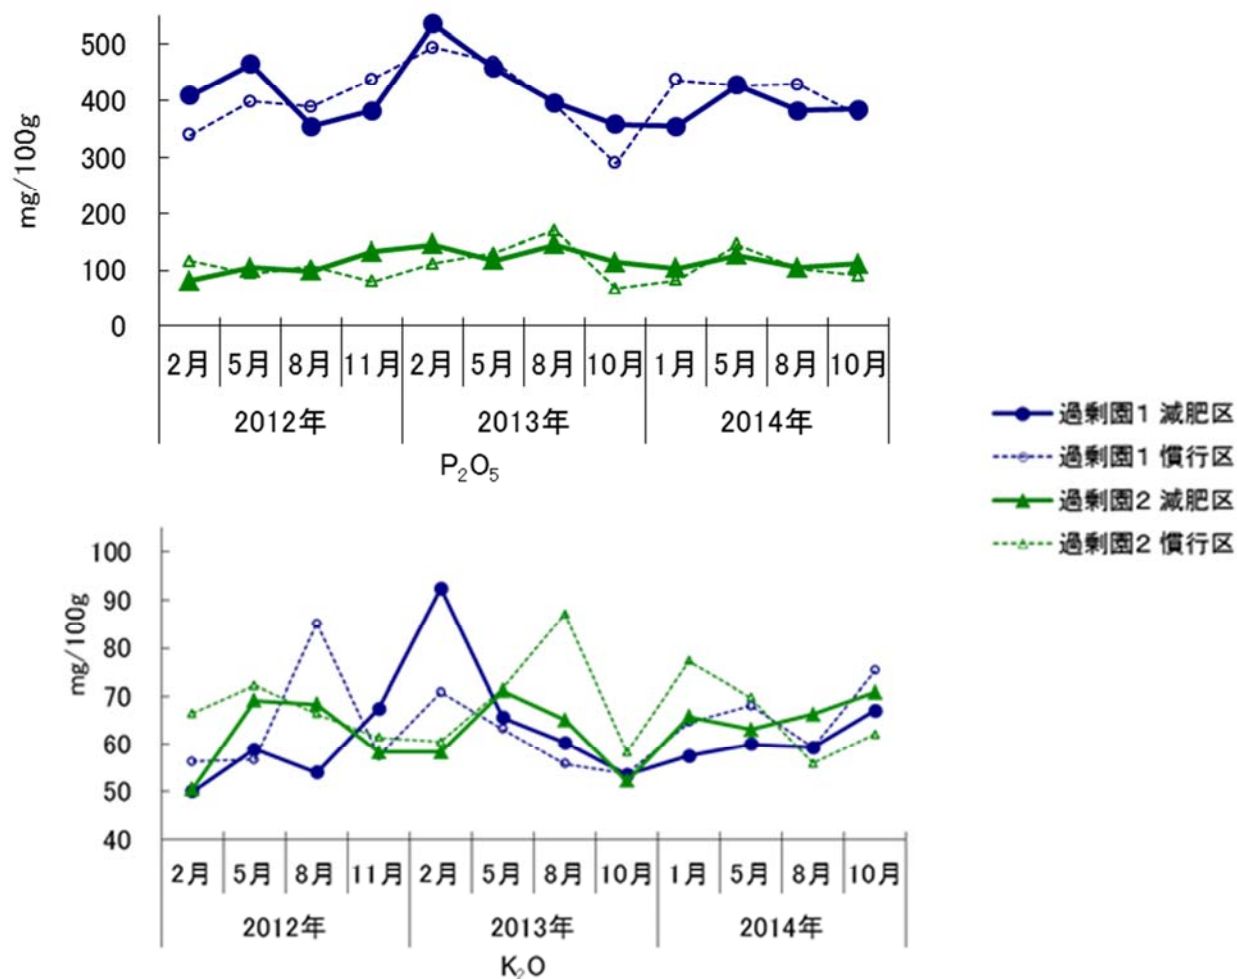 500
400
300
200
100
0
mg/100g
2月 5月 8月 11月 2月 5月 8月 10月 1月 5月 8月 10月
2012年 2013年 2014年
P₂O₅
過剰園1 減肥区
過剰園1 慣行区
過剰園2 減肥区
過剰園2 慣行区
100
90
80
70
60
50
40
mg/100g
2月 5月 8月 11月 2月 5月 8月 10月 1月 5月 8月 10月
2012年 2013年 2014年
K₂O